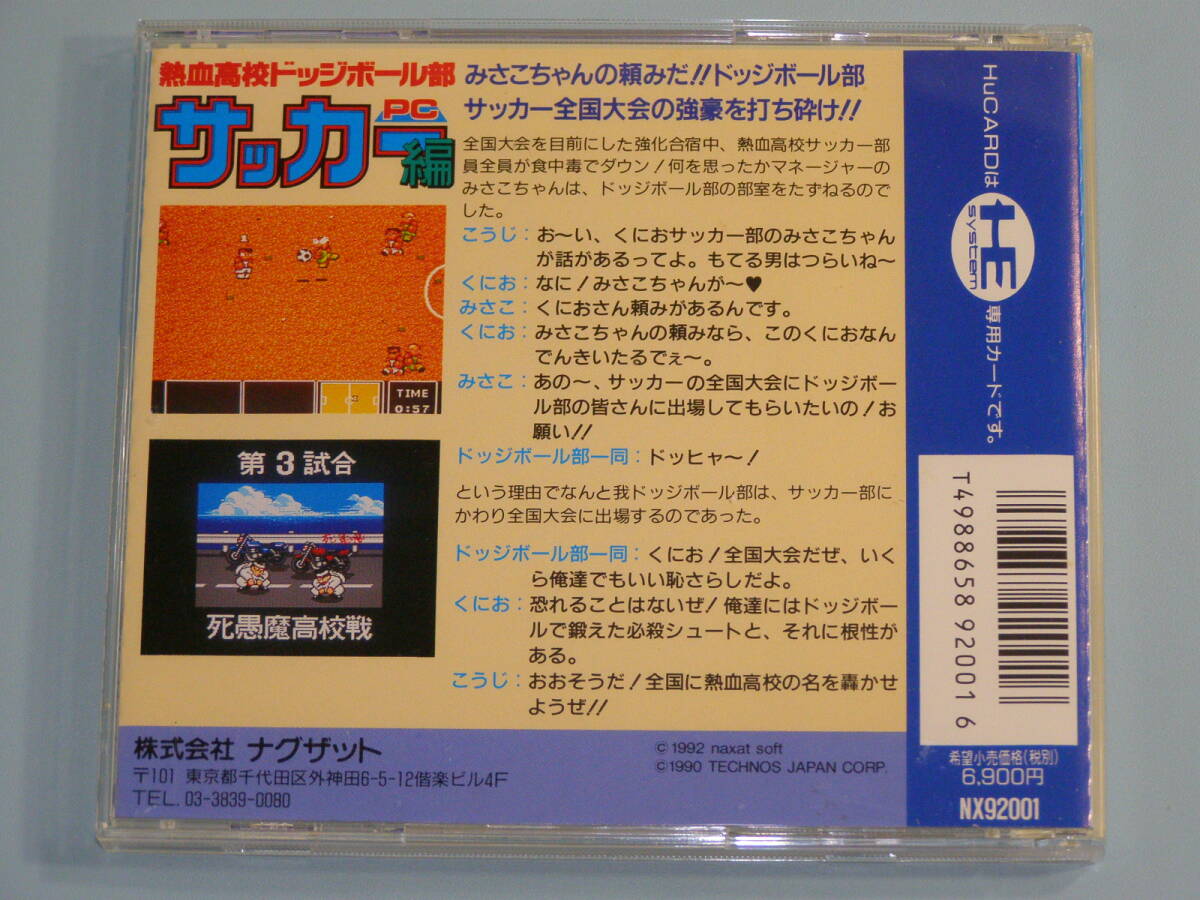 熱血高校ドッジボール部
サッカー
PC
編
みさこちゃんの頼みだ!!ドッジボール部
サッカー全国大会の強豪を打ち砕け!!
全国大会を目前にした強化合宿中、熱血高校サッカー部
員全員が食中毒でダウン!何を思ったかマネージャーの
みさこちゃんは、ドッジボール部の部室をたずねるので
した。
こうじ:お〜い、くにおサッカー部のみさこちゃん
が話があるってよ。もてる男はつらいね〜
くにお:なに!みさこちゃんが〜♥
みさこ:くにおさん頼みがあるんです。
くにお:みさこちゃんの頼みなら、このくにおなん
でんきいたるでぇ〜。
みさこ:あの〜、サッカーの全国大会にドッジボー
ル部の皆さんに出場してもらいたいの!お
願い!!
ドッジボール部一同:ドッヒャ〜!
という理由でなんと我ドッジボール部は、サッカー部に
かわり全国大会に出場するのであった。
ドッジボール部一同:くにお!全国大会だぜ、いく
ら俺達でもいい恥さらしだよ。
くにお:恐れることはないぜ!俺達にはドッジボー
ルで鍛えた必殺シュートと、それに根性が
ある。
こうじ:おおそうだ!全国に熱血高校の名を轟かせ
ようぜ!!
TIME
0:57
第3試合
死愚魔高校戦
株式会社 ナグザット
〒101 東京都千代田区外神田6-5-12偕楽ビル4F
TEL. 03-3839-0080
© 1992 naxat soft
© 1990 TECHNOS JAPAN CORP.
HuCARDは
HE
system
専用カードです。
T4988658920016
希望小売価格(税別)
6,900円
NX92001